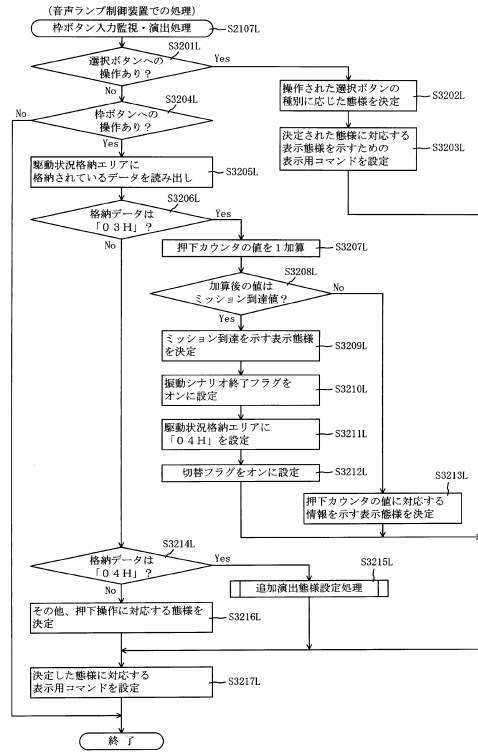 (音声ランプ制御装置での処理)
枠ボタン入力監視・演出処理
S2107L
S3201L
選択ボタンへの
操作あり?
Yes
No
S3202L
操作された選択ボタンの
種別に応じた態様を決定
S3203L
決定された態様に対応する
表示態様を示すための
表示用コマンドを設定
S3204L
枠ボタンへの
操作あり?
No
Yes
S3205L
駆動状況格納エリアに
格納されているデータを読み出し
S3206L
格納データは
「03H」?
Yes
No
押下カウンタの値を1加算
S3207L
S3208L
加算後の値は
ミッション到達値?
No
Yes
ミッション到達を示す表示態様
を決定
S3209L
振動シナリオ終了フラグを
オンに設定
S3210L
駆動状況格納エリアに
「04H」を設定
S3211L
切替フラグをオンに設定
S3212L
S3213L
押下カウンタの値に対応する
情報を示す表示態様を決定
S3214L
格納データは
「04H」?
Yes
No
S3215L
追加演出態様設定処理
その他、押下操作に対応する態様を
決定
S3216L
決定した態様に対応する
表示用コマンドを設定
S3217L
終了